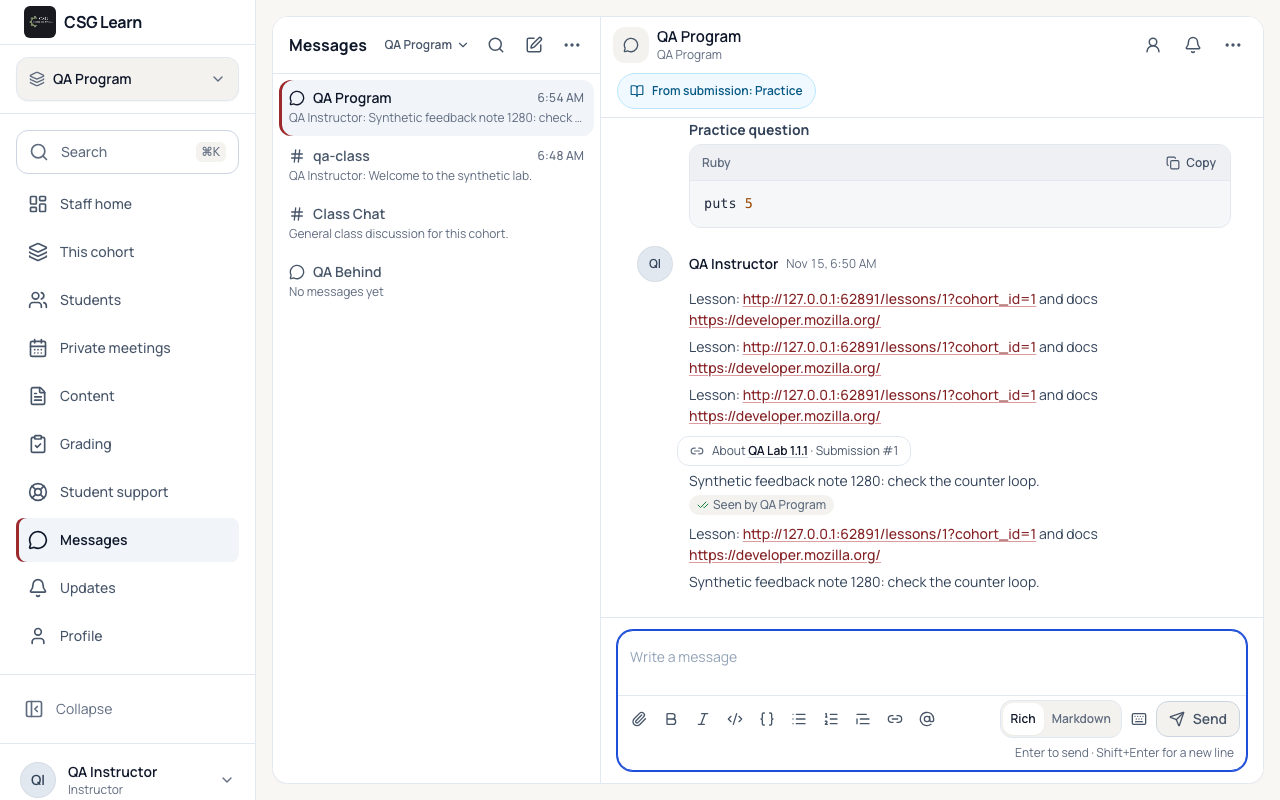 CSG Learn
QA Program
Search
⌘K
Staff home
This cohort
Students
Private meetings
Content
Grading
Student support
Messages
Updates
Profile
Collapse
QI
QA Instructor
Instructor
Messages
QA Program
QA Program
6:54 AM
QA Instructor: Synthetic feedback note 1280: check ...
qa-class
6:48 AM
QA Instructor: Welcome to the synthetic lab.
Class Chat
General class discussion for this cohort.
QA Behind
No messages yet
QA Program
QA Program
From submission: Practice
Practice question
Ruby
Copy
puts 5
QI
QA Instructor Nov 15, 6:50 AM
Lesson: http://127.0.0.1:62891/lessons/1?cohort_id=1 and docs
https://developer.mozilla.org/
Lesson: http://127.0.0.1:62891/lessons/1?cohort_id=1 and docs
https://developer.mozilla.org/
Lesson: http://127.0.0.1:62891/lessons/1?cohort_id=1 and docs
https://developer.mozilla.org/
About QA Lab 1.1.1 · Submission #1
Synthetic feedback note 1280: check the counter loop.
Seen by QA Program
Lesson: http://127.0.0.1:62891/lessons/1?cohort_id=1 and docs
https://developer.mozilla.org/
Synthetic feedback note 1280: check the counter loop.
Write a message
Rich
Markdown
Send
Enter to send · Shift+Enter for a new line